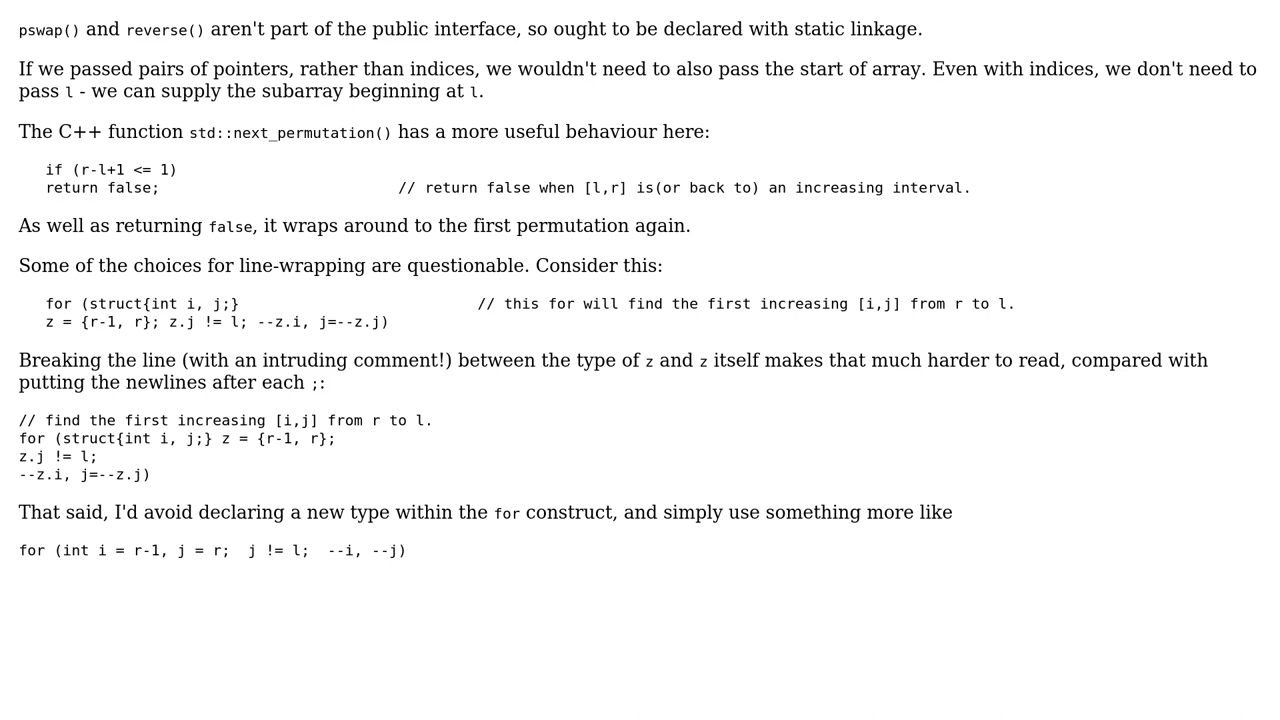 pswap() and reverse() aren't part of the public interface, so ought to be declared with static linkage.
If we passed pairs of pointers, rather than indices, we wouldn't need to also pass the start of array. Even with indices, we don't need to
pass l - we can supply the subarray beginning at l.
The C++ function std::next_permutation() has a more useful behaviour here:
if (r-l+1 <= 1)
return false; // return false when [l,r] is(or back to) an increasing interval.
As well as returning false, it wraps around to the first permutation again.
Some of the choices for line-wrapping are questionable. Consider this:
for (struct{int i, j;} // this for will find the first increasing [i,j] from r to l.
z = {r-1, r}; z.j != l; --z.i, j=--z.j)
Breaking the line (with an intruding comment!) between the type of z and z itself makes that much harder to read, compared with
putting the newlines after each ;:
// find the first increasing [i,j] from r to l.
for (struct{int i, j;} z = {r-1, r};
z.j != l;
--z.i, j=--z.j)
That said, I'd avoid declaring a new type within the for construct, and simply use something more like
for (int i = r-1, j = r;  j != l;  --i, --j)